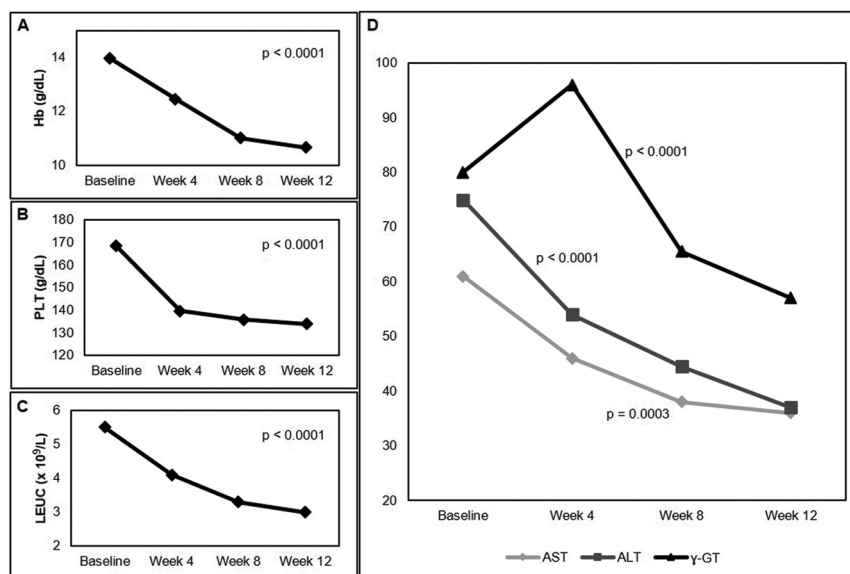 A
Hb (g/dL)
14
12
10
p < 0.0001
Baseline Week 4 Week 8 Week 12
B
PLT (g/dL)
180
170
160
150
140
130
120
p < 0.0001
Baseline Week 4 Week 8 Week 12
C
LEUC (x 10⁹/L)
6
5
4
3
2
p < 0.0001
Baseline Week 4 Week 8 Week 12
D
100
90
80
70
60
50
40
30
20
p < 0.0001
p < 0.0001
p = 0.0003
Baseline Week 4 Week 8 Week 12
AST ALT ɣ-GT